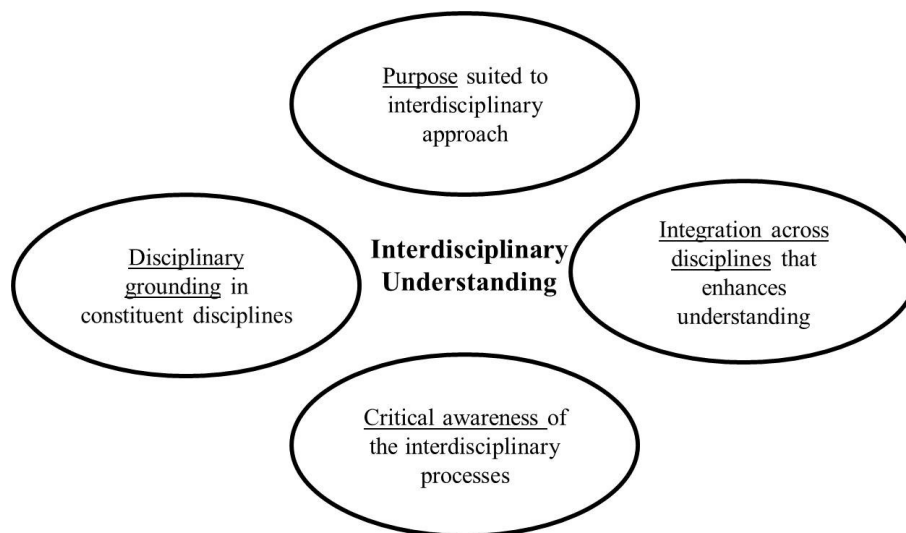 Purpose suited to
interdisciplinary
approach
Disciplinary
grounding in
constituent disciplines
Interdisciplinary
Understanding
Integration across
disciplines that
enhances
understanding
Critical awareness of
the interdisciplinary
processes